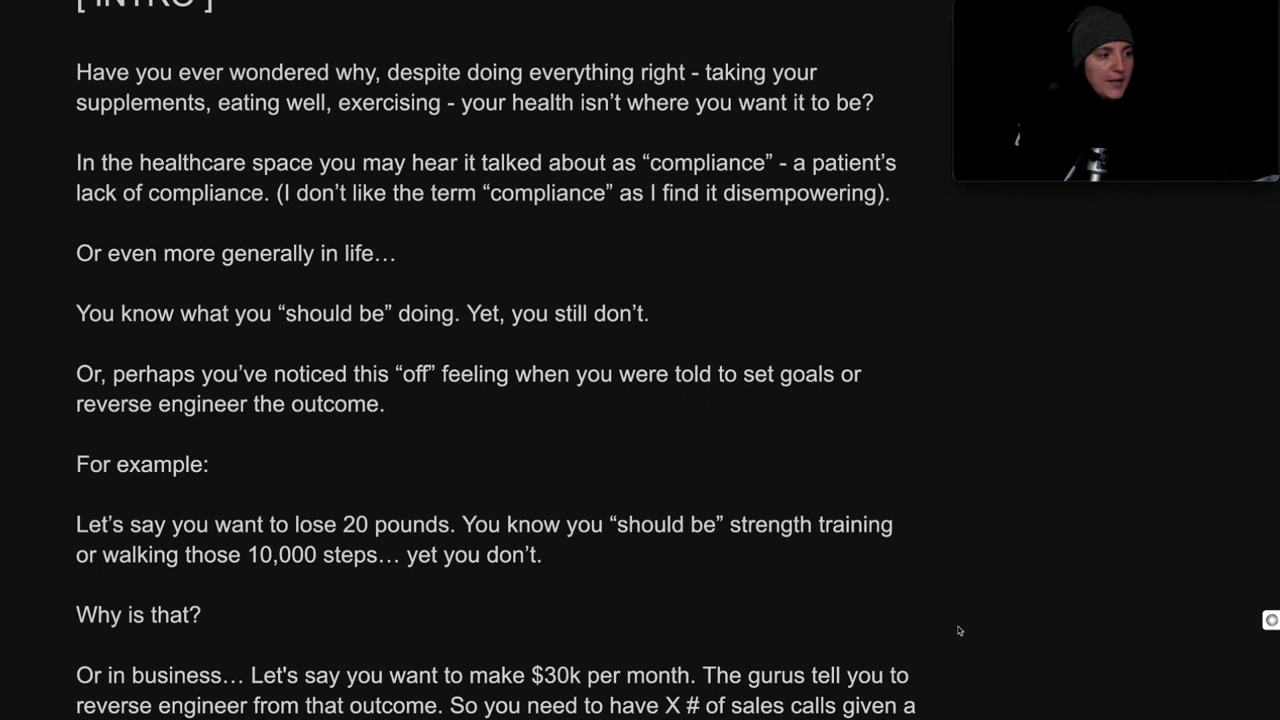 [ INTRO ]
Have you ever wondered why, despite doing everything right - taking your
supplements, eating well, exercising - your health isn’t where you want it to be?
In the healthcare space you may hear it talked about as “compliance” - a patient’s
lack of compliance. (I don’t like the term “compliance” as I find it disempowering).
Or even more generally in life…
You know what you “should be” doing. Yet, you still don’t.
Or, perhaps you’ve noticed this “off” feeling when you were told to set goals or
reverse engineer the outcome.
For example:
Let’s say you want to lose 20 pounds. You know you “should be” strength training
or walking those 10,000 steps… yet you don’t.
Why is that?
Or in business… Let's say you want to make $30k per month. The gurus tell you to
reverse engineer from that outcome. So you need to have X # of sales calls given a